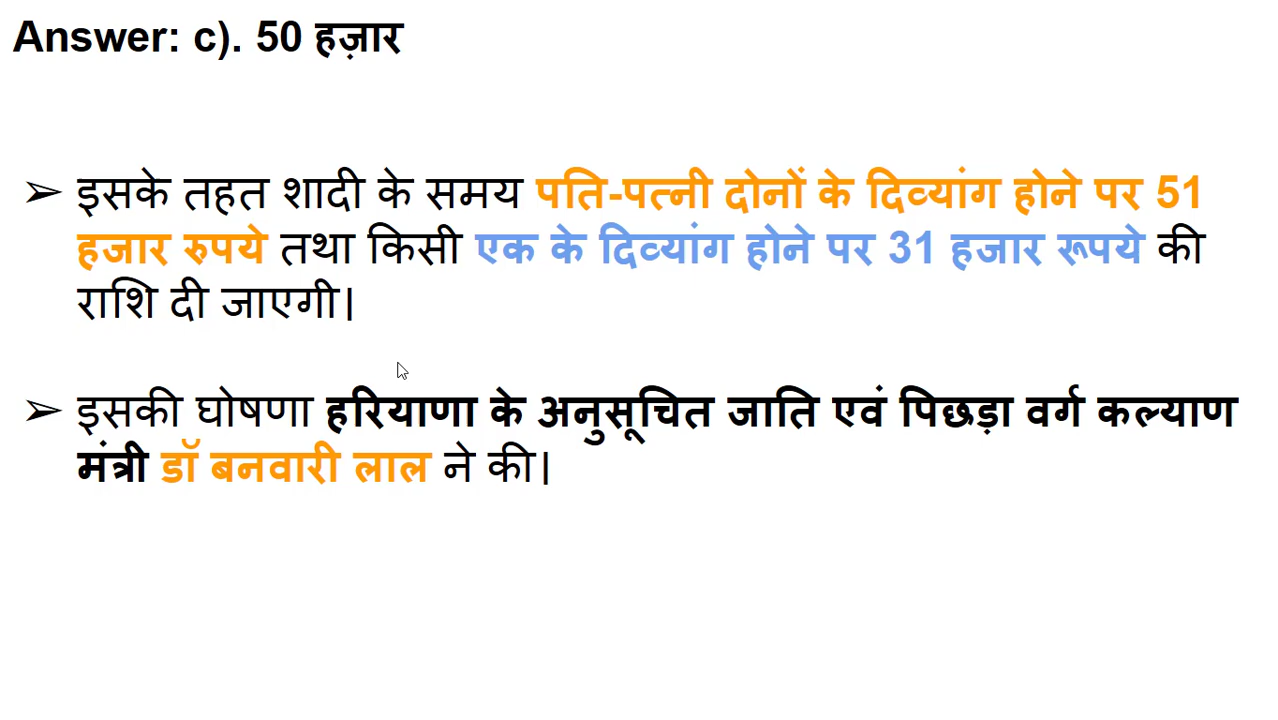 Answer: c). 50 हज़ार
➢ इसके तहत शादी के समय पति-पत्नी दोनों के दिव्यांग होने पर 51
हजार रुपये तथा किसी एक के दिव्यांग होने पर 31 हजार रूपये की
राशि दी जाएगी।
➢ इसकी घोषणा हरियाणा के अनुसूचित जाति एवं पिछड़ा वर्ग कल्याण
मंत्री डॉ बनवारी लाल ने की।